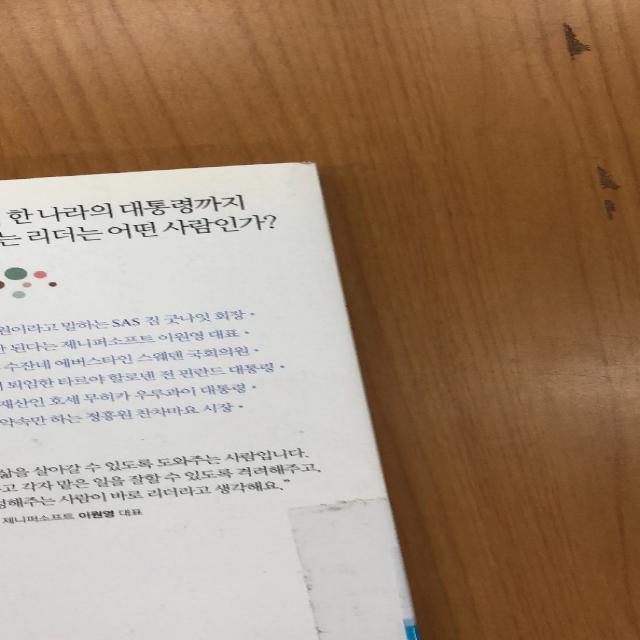 한 나라의 대통령까지
는 리더는 어떤 사람인가?
원이라고 말하는 SAS 짐 굿나잇 회장 •
안 된다는 제니퍼소프트 이원영 대표 •
수잔네 에버스타인 스웨덴 국회의원 •
퇴임한 타르야 할로넨 전 핀란드 대통령 •
재산인 호세 무히카 우루과이 대통령 •
약속만 하는 정흥원 찬차마요 시장 •
삶을 살아갈 수 있도록 도와주는 사람입니다.
고 각자 맡은 일을 잘할 수 있도록 격려해주고,
정해주는 사람이 바로 리더라고 생각해요.”
제니퍼소프트 이원영 대표